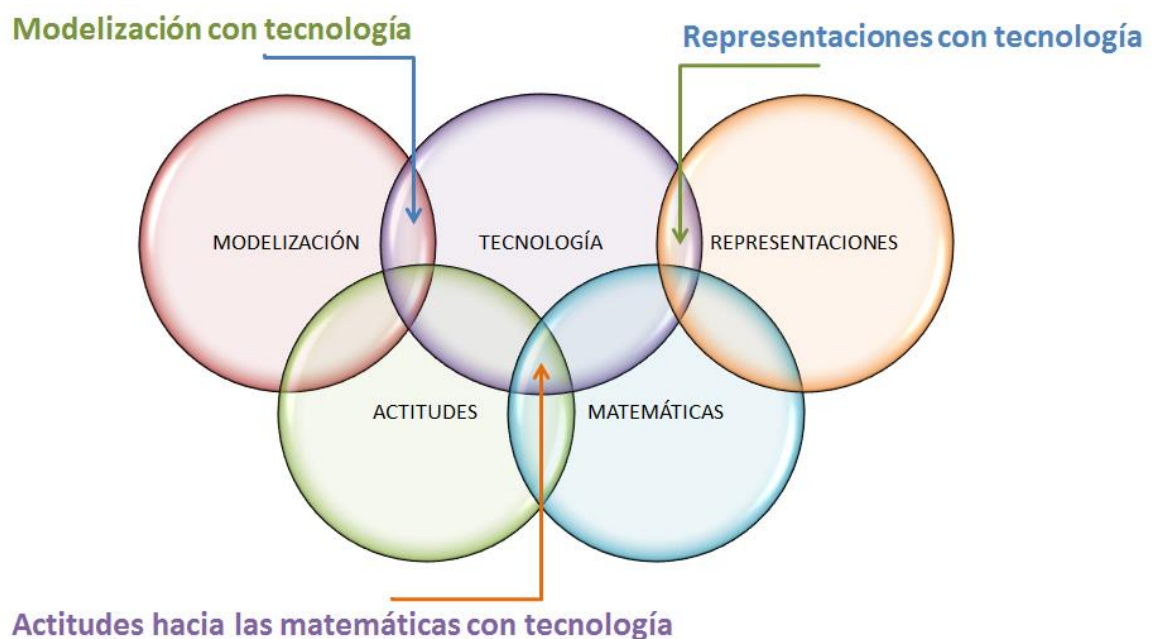 Modelización con tecnología
Representaciones con tecnología
MODELIZACIÓN
TECNOLOGÍA
REPRESENTACIONES
ACTITUDES
MATEMÁTICAS
Actitudes hacia las matemáticas con tecnología